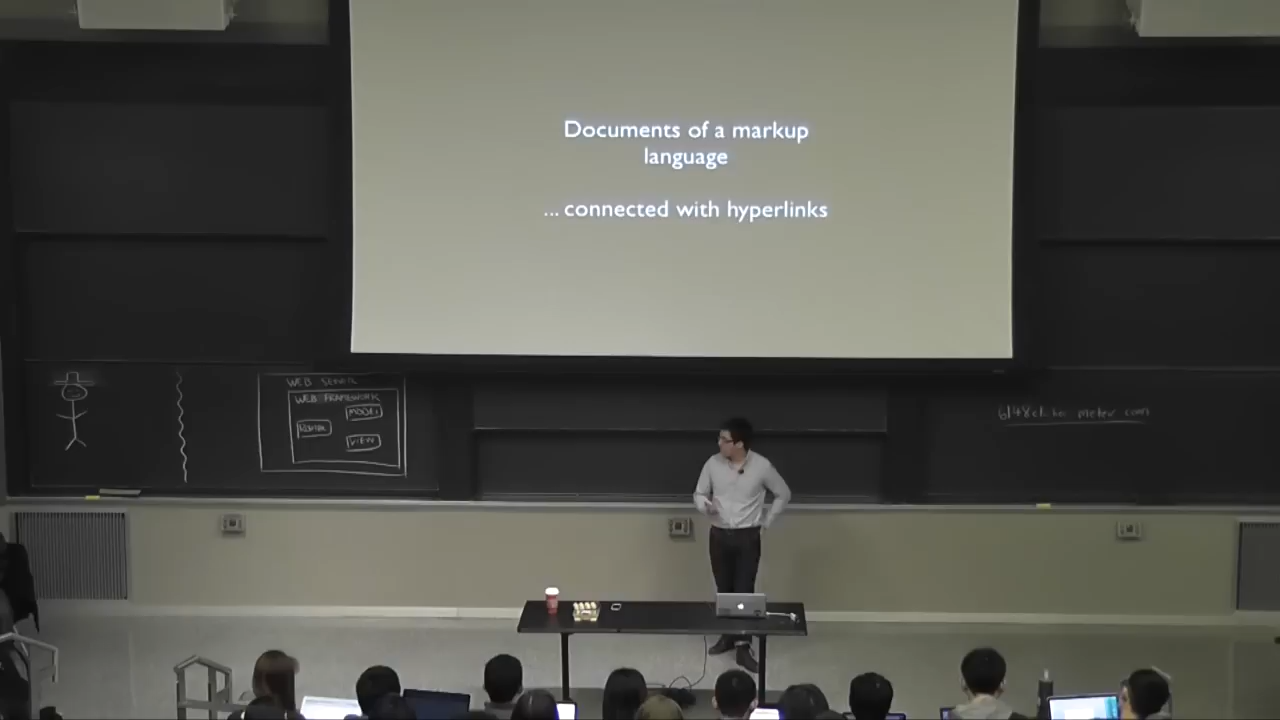 Documents of a markup
language
... connected with hyperlinks
WEB SERVER
WEB FRAMEWORK
MODEL
VIEW